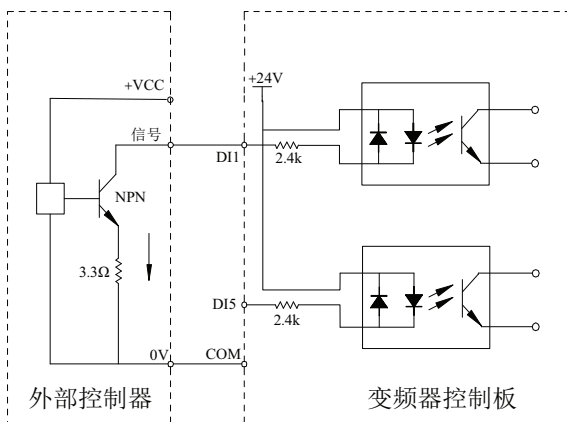 +24V
+VCC
信号
DI1
2.4k
NPN
3.3Ω
DI5
2.4k
0V
COM
外部控制器
变频器控制板